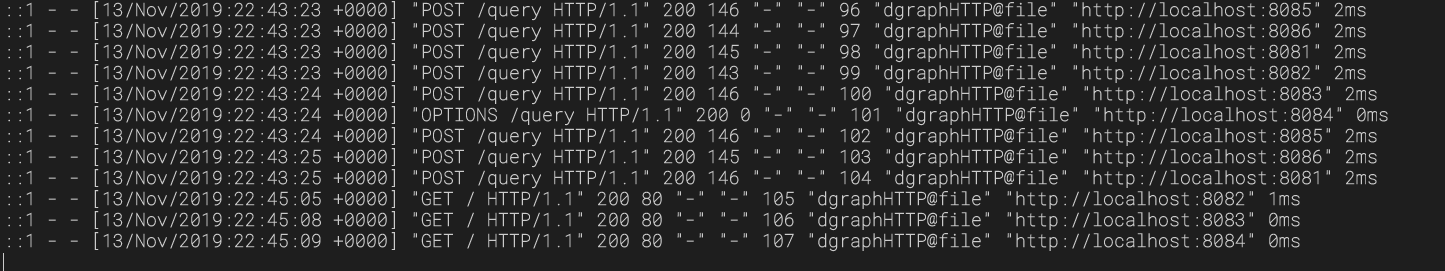 ::1 - - [13/Nov/2019:22:43:23 +0000] "POST /query HTTP/1.1" 200 146 "-" "-" 96 "dgraphHTTP@file" "http://localhost:8085" 2ms
::1 - - [13/Nov/2019:22:43:23 +0000] "POST /query HTTP/1.1" 200 144 "-" "-" 97 "dgraphHTTP@file" "http://localhost:8086" 2ms
::1 - - [13/Nov/2019:22:43:23 +0000] "POST /query HTTP/1.1" 200 145 "-" "-" 98 "dgraphHTTP@file" "http://localhost:8081" 2ms
::1 - - [13/Nov/2019:22:43:23 +0000] "POST /query HTTP/1.1" 200 143 "-" "-" 99 "dgraphHTTP@file" "http://localhost:8082" 2ms
::1 - - [13/Nov/2019:22:43:24 +0000] "POST /query HTTP/1.1" 200 146 "-" "-" 100 "dgraphHTTP@file" "http://localhost:8083" 2ms
::1 - - [13/Nov/2019:22:43:24 +0000] "OPTIONS /query HTTP/1.1" 200 0 "-" "-" 101 "dgraphHTTP@file" "http://localhost:8084" 0ms
::1 - - [13/Nov/2019:22:43:24 +0000] "POST /query HTTP/1.1" 200 146 "-" "-" 102 "dgraphHTTP@file" "http://localhost:8085" 2ms
::1 - - [13/Nov/2019:22:43:25 +0000] "POST /query HTTP/1.1" 200 145 "-" "-" 103 "dgraphHTTP@file" "http://localhost:8086" 2ms
::1 - - [13/Nov/2019:22:43:25 +0000] "POST /query HTTP/1.1" 200 146 "-" "-" 104 "dgraphHTTP@file" "http://localhost:8081" 2ms
::1 - - [13/Nov/2019:22:45:05 +0000] "GET / HTTP/1.1" 200 80 "-" "-" 105 "dgraphHTTP@file" "http://localhost:8082" 1ms
::1 - - [13/Nov/2019:22:45:08 +0000] "GET / HTTP/1.1" 200 80 "-" "-" 106 "dgraphHTTP@file" "http://localhost:8083" 0ms
::1 - - [13/Nov/2019:22:45:09 +0000] "GET / HTTP/1.1" 200 80 "-" "-" 107 "dgraphHTTP@file" "http://localhost:8084" 0ms